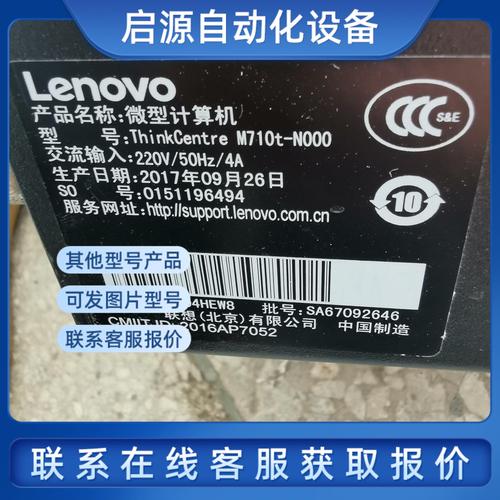 启源自动化设备
Lenovo
产品名称:微型计算机
型 号:ThinkCentre M710t-N000
交流输入:220V/50Hz/4A
生产日期:2017年09月26日
SO 号:0151196494
服务网址:http://support.lenovo.com.cn
CCC S&E
10
其他型号产品
可发图片型号
联系客服报价
4HEW8 批号:SA67092646
联想(北京)有限公司 中国制造
CMIIT ID:2016AP7052
联系在线客服获取报价